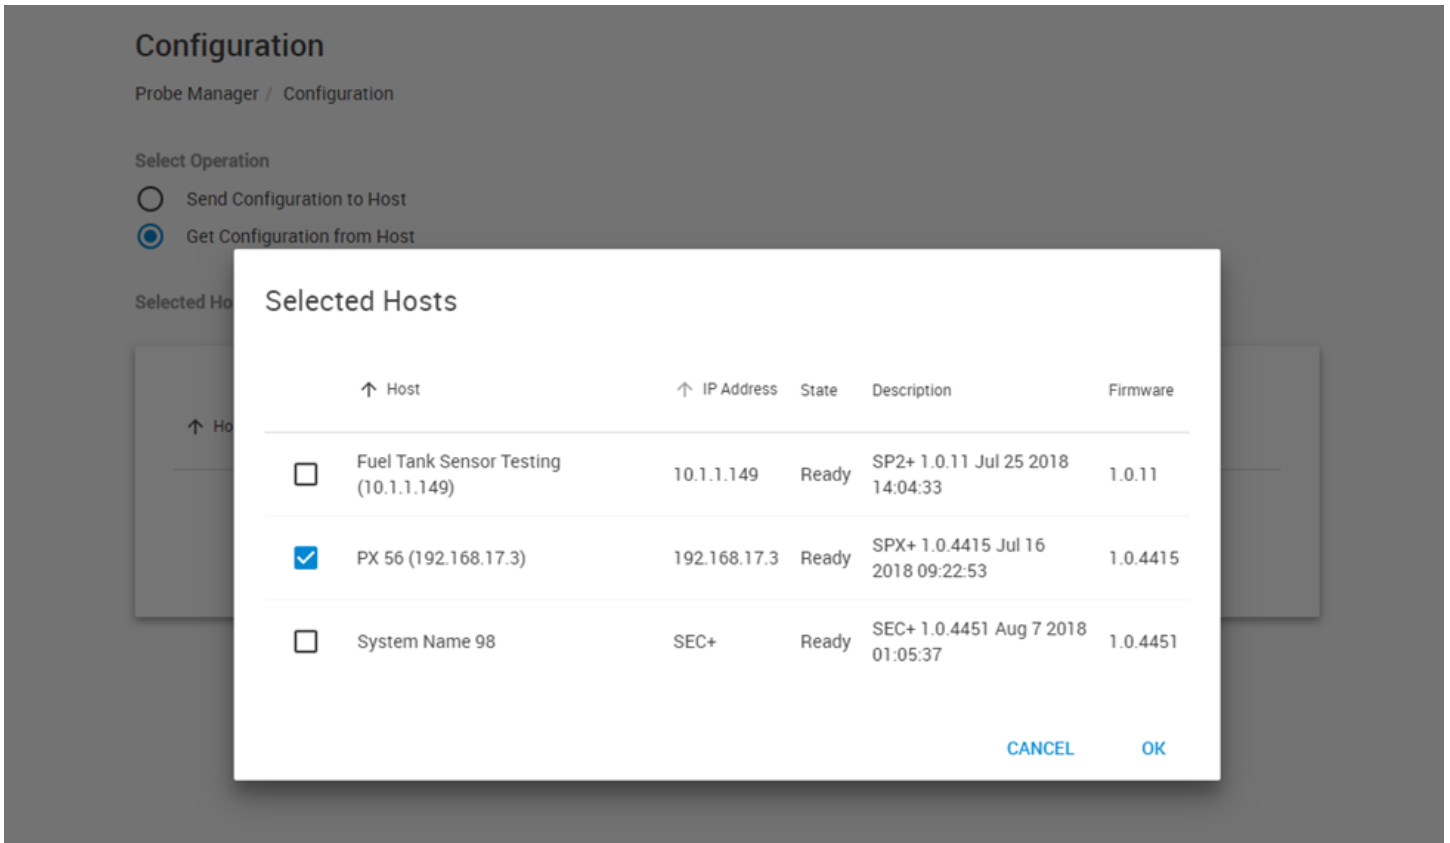 Configuration
Probe Manager / Configuration
Select Operation
Send Configuration to Host
Get Configuration from Host
Selected Ho
Selected Hosts
Host IP Address State Description Firmware
Ho
Fuel Tank Sensor Testing
(10.1.1.149)
10.1.1.149 Ready
SP2+ 1.0.11 Jul 25 2018
14:04:33
1.0.11
PX 56 (192.168.17.3) 192.168.17.3 Ready
SPX+ 1.0.4415 Jul 16
2018 09:22:53
1.0.4415
System Name 98 SEC+ Ready
SEC+ 1.0.4451 Aug 7 2018
01:05:37
1.0.4451
CANCEL OK